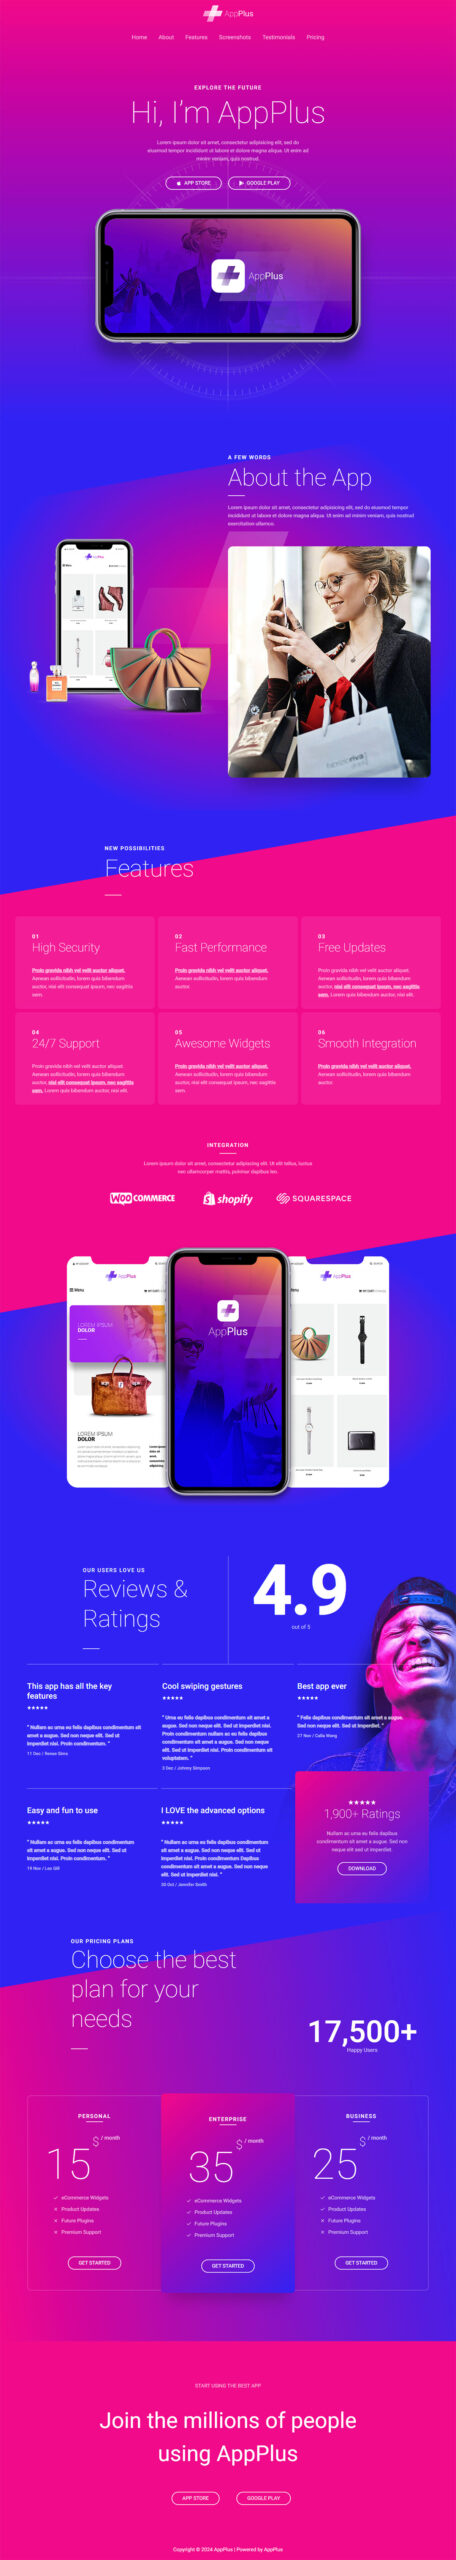 AppPlus
Home About Features Screenshots Testimonials Pricing
EXPLORE THE FUTURE
Hi, I'm AppPlus
Lorem ipsum dolor sit amet, consectetur adipisicing elit, sed do
eiusmod tempor incididunt ut labore et dolore magna aliqua. Ut enim ad
minim veniam, quis nostrud.
APP STORE GOOGLE PLAY
AppPlus
A FEW WORDS
About the App
Lorem ipsum dolor sit amet, consectetur adipisicing elit, sed do eiusmod tempor
incididunt ut labore et dolore magna aliqua. Ut enim ad minim veniam, quis nostrud
exercitation ullamco.
AppPlus
Menu
NEW POSSIBILITIES
Features
01
High Security
Proin gravida nibh vel velit auctor aliquet.
Aenean sollicitudin, lorem quis bibendum
auctor, nisi elit consequat ipsum, nec sagittis
sem.
02
Fast Performance
Proin gravida nibh vel velit auctor aliquet.
Aenean sollicitudin, lorem quis bibendum
auctor.
03
Free Updates
Proin gravida nibh vel velit auctor aliquet.
Aenean sollicitudin, lorem quis bibendum
auctor, nisi elit consequat ipsum, nec sagittis
sem. Lorem quis bibendum auctor, nisi elit.
04
24/7 Support
Proin gravida nibh vel velit auctor aliquet.
Aenean sollicitudin, lorem quis bibendum
auctor, nisi elit consequat ipsum, nec sagittis
sem. Lorem quis bibendum auctor, nisi elit.
05
Awesome Widgets
Proin gravida nibh vel velit auctor aliquet.
Aenean sollicitudin, lorem quis bibendum
auctor, nisi elit consequat ipsum, nec sagittis
sem.
06
Smooth Integration
Proin gravida nibh vel velit auctor aliquet.
Aenean sollicitudin, lorem quis bibendum
auctor.
INTEGRATION
Lorem ipsum dolor sit amet, consectetur adipiscing elit. Ut elit tellus, luctus
nec ullamcorper mattis, pulvinar dapibus leo.
WOO COMMERCE shopify SQUARESPACE
AppPlus
Menu
LOREM IPSUM
DOLOR
LOREM IPSUM
DOLOR
AppPlus
AppPlus
OUR USERS LOVE US
Reviews &
Ratings
4.9
out of 5
This app has all the key
features
★★★★★
" Nullam ac urna eu felis dapibus condimentum sit
amet a augue. Sed non neque elit. Sed ut
imperdiet nisi. Proin condimentum. "
11 Dec / Renee Sims
Cool swiping gestures
★★★★★
" Urna eu felis dapibus condimentum sit amet a
augue. Sed non neque elit. Sed ut imperdiet nisi.
Proin condimentum nullam ac eu felis dapibus
condimentum sit amet a augue. Sed non neque
elit. Sed ut imperdiet nisi. Proin condimentum sit
voluptatem. "
3 Dec / Johnny Simpson
Best app ever
★★★★★
" Felis dapibus condimentum sit amet a augue.
Sed non neque elit. Sed ut imperdiet. "
27 Nov / Callie Wang
Easy and fun to use
★★★★★
" Nullam ac urna eu felis dapibus condimentum sit
amet a augue. Sed non neque elit. Sed ut
imperdiet nisi. Proin condimentum. "
19 Nov / Leo Gill
I LOVE the advanced options
★★★★★
" Nullam ac urna eu felis dapibus condimentum sit
amet a augue. Sed non neque elit. Sed ut
imperdiet nisi. Proin condimentum Dapibus
condimentum sit amet a augue. Sed non neque
elit. Sed ut imperdiet nisi. "
30 Oct / Jennifer Smith
★★★★★
1,900+ Ratings
Nullam ac urna eu felis dapibus
condimentum sit amet a augue. Sed non
neque elit sed ut imperdiet.
DOWNLOAD
OUR PRICING PLANS
Choose the best
plan for your
needs
17,500+
Happy Users
PERSONAL
15 $ / month
eCommerce Widgets
Product Updates
Future Plugins
Premium Support
GET STARTED
ENTERPRISE
35 $ / month
eCommerce Widgets
Product Updates
Future Plugins
Premium Support
GET STARTED
BUSINESS
25 $ / month
eCommerce Widgets
Product Updates
Future Plugins
Premium Support
GET STARTED
START USING THE BEST APP
Join the millions of people
using AppPlus
APP STORE GOOGLE PLAY
Copyright © 2024 AppPlus | Powered by AppPlus